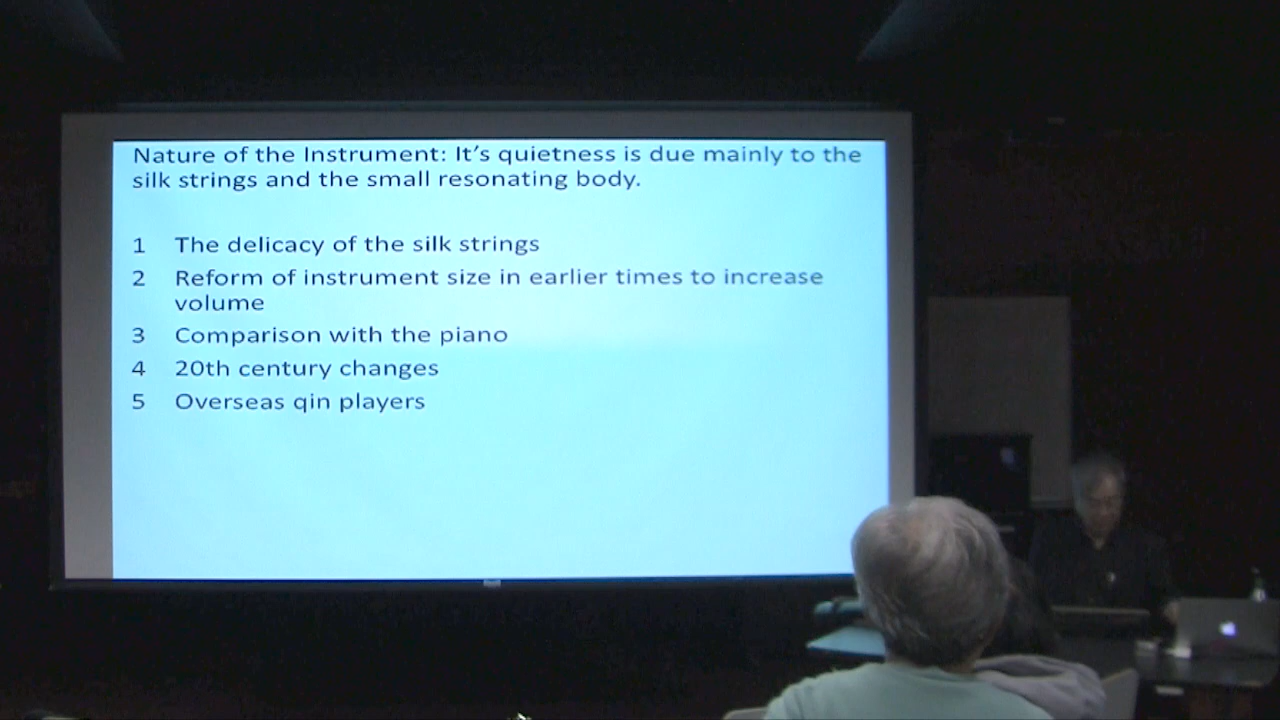 Nature of the Instrument: It's quietness is due mainly to the
silk strings and the small resonating body.
1 The delicacy of the silk strings
2 Reform of instrument size in earlier times to increase
volume
3 Comparison with the piano
4 20th century changes
5 Overseas qin players